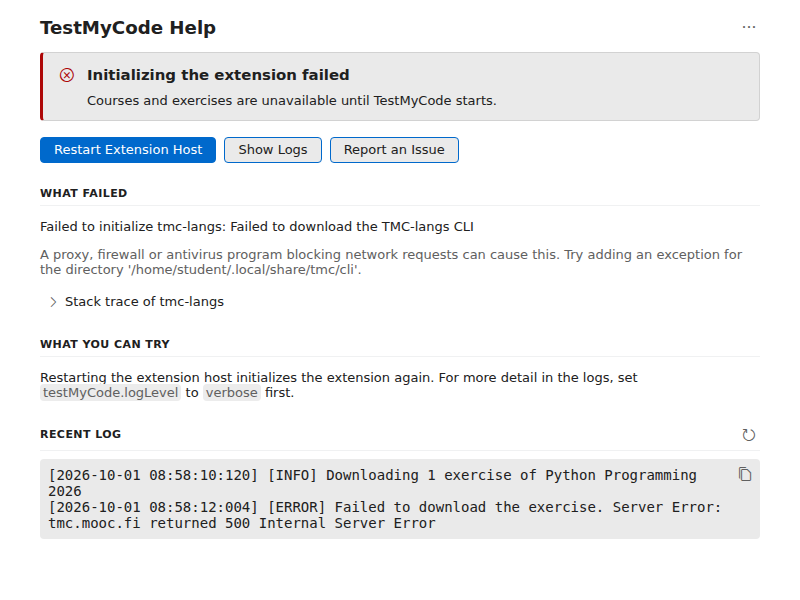 TestMyCode Help
Initializing the extension failed
Courses and exercises are unavailable until TestMyCode starts.
Restart Extension Host
Show Logs
Report an Issue
WHAT FAILED
Failed to initialize tmc-langs: Failed to download the TMC-langs CLI
A proxy, firewall or antivirus program blocking network requests can cause this. Try adding an exception for
the directory '/home/student/.local/share/tmc/cli'.
Stack trace of tmc-langs
WHAT YOU CAN TRY
Restarting the extension host initializes the extension again. For more detail in the logs, set
testMyCode.logLevel to verbose first.
RECENT LOG
[2026-10-01 08:58:10:120] [INFO] Downloading 1 exercise of Python Programming
2026
[2026-10-01 08:58:12:004] [ERROR] Failed to download the exercise. Server Error:
tmc.mooc.fi returned 500 Internal Server Error